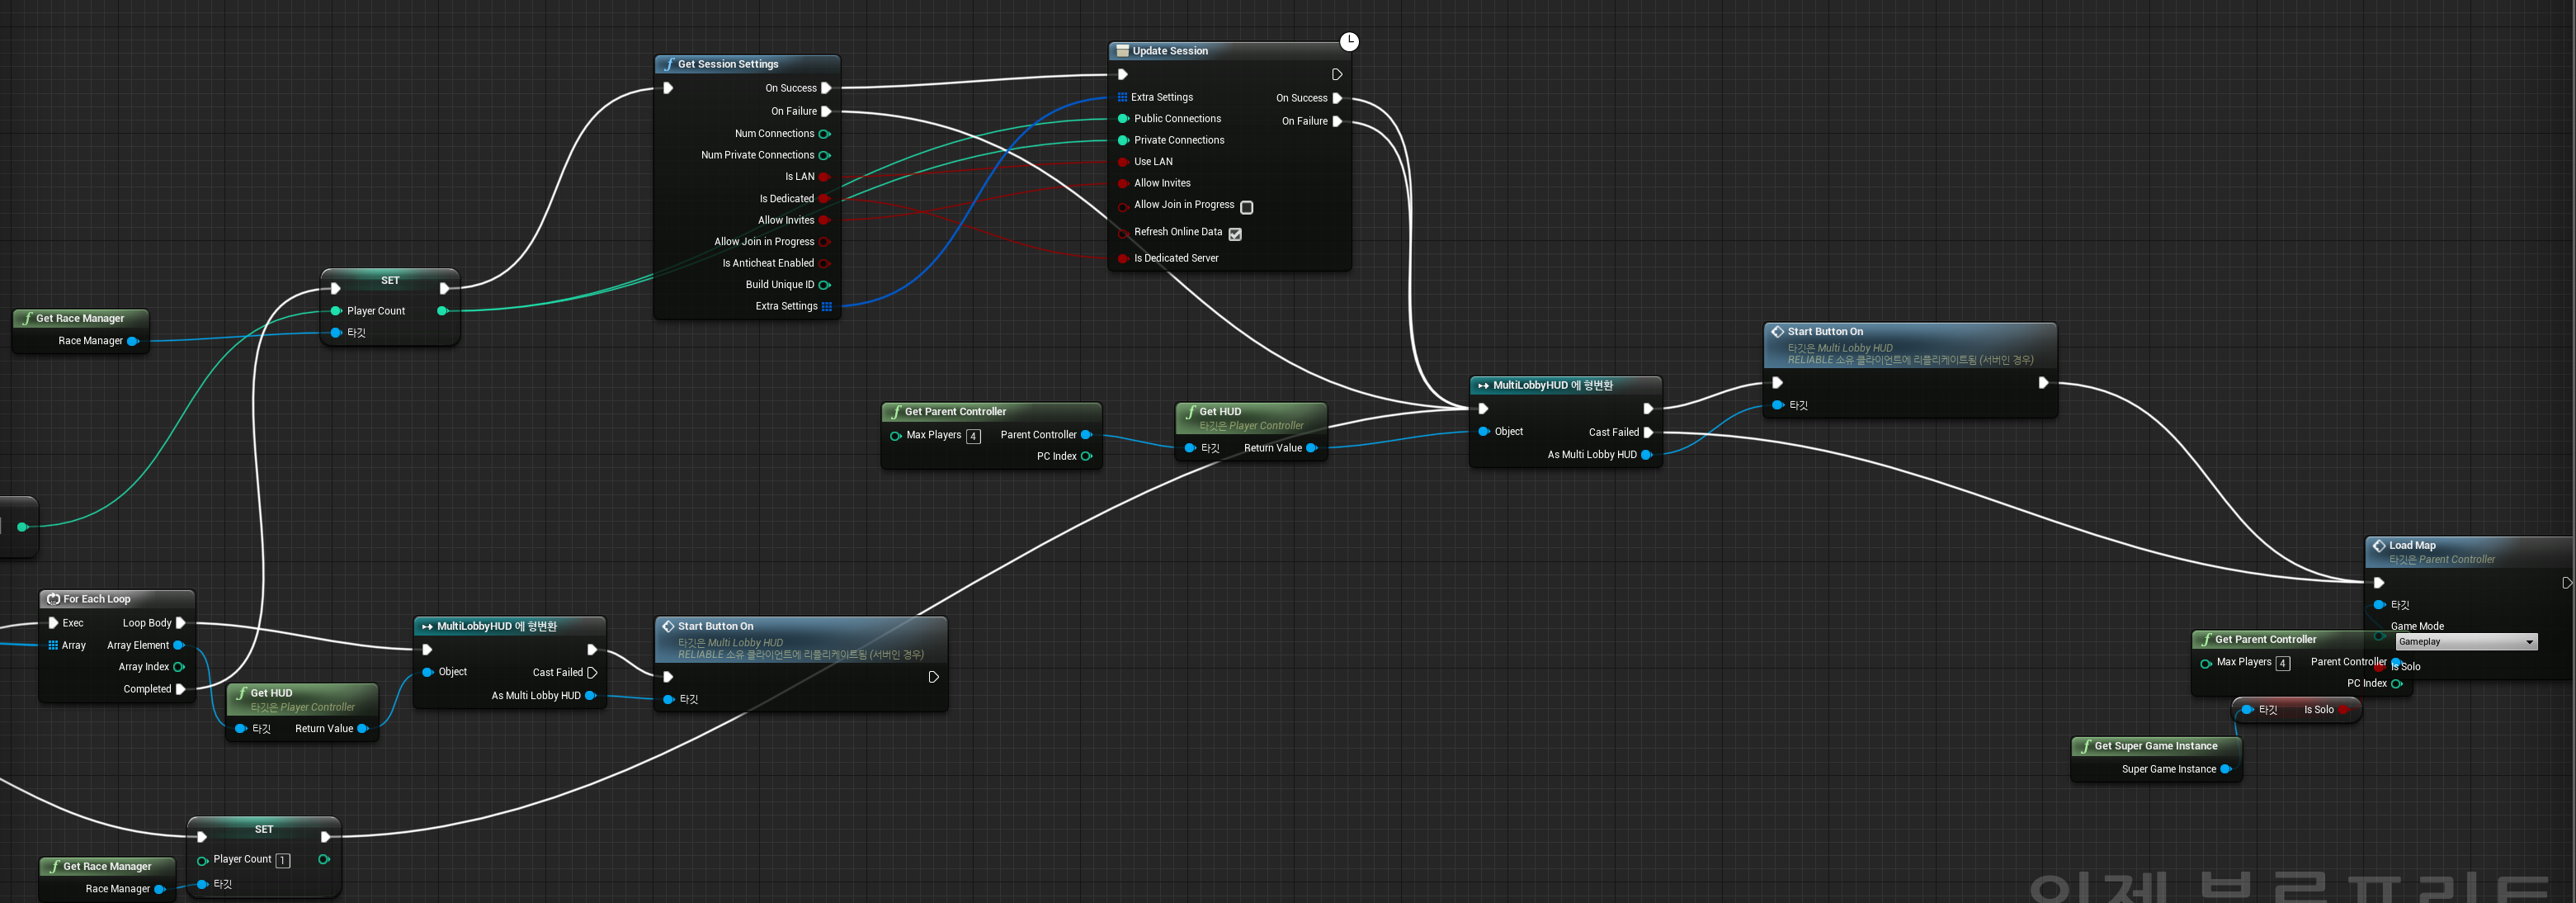 Get Session Settings
On Success
On Failure
Num Connections
Num Private Connections
Is LAN
Is Dedicated
Allow Invites
Allow Join in Progress
Is Anticheat Enabled
Build Unique ID
Extra Settings
Update Session
Extra Settings
On Success
Public Connections
On Failure
Private Connections
Use LAN
Allow Invites
Allow Join in Progress
Refresh Online Data
Is Dedicated Server
SET
Player Count
타깃
Get Race Manager
Race Manager
Get Parent Controller
Max Players 4 Parent Controller
PC Index
Get HUD
타깃은 Player Controller
타깃 Return Value
MultiLobbyHUD 에 형변환
Object Cast Failed
As Multi Lobby HUD
Start Button On
타깃은 Multi Lobby HUD
RELIABLE 소유 클라이언트에 리플리케이트됨 (서버인 경우)
타깃
For Each Loop
Exec Loop Body
Array Array Element
Array Index
Completed
Get HUD
타깃은 Player Controller
타깃 Return Value
MultiLobbyHUD 에 형변환
Object Cast Failed
As Multi Lobby HUD
Start Button On
타깃은 Multi Lobby HUD
RELIABLE 소유 클라이언트에 리플리케이트됨 (서버인 경우)
타깃
Load Map
타깃은 Parent Controller
타깃
Game Mode
Gameplay
Is Solo
Get Parent Controller
Max Players 4 Parent Controller
PC Index
타깃 Is Solo
Get Super Game Instance
Super Game Instance
SET
Player Count 1
타깃
Get Race Manager
Race Manager